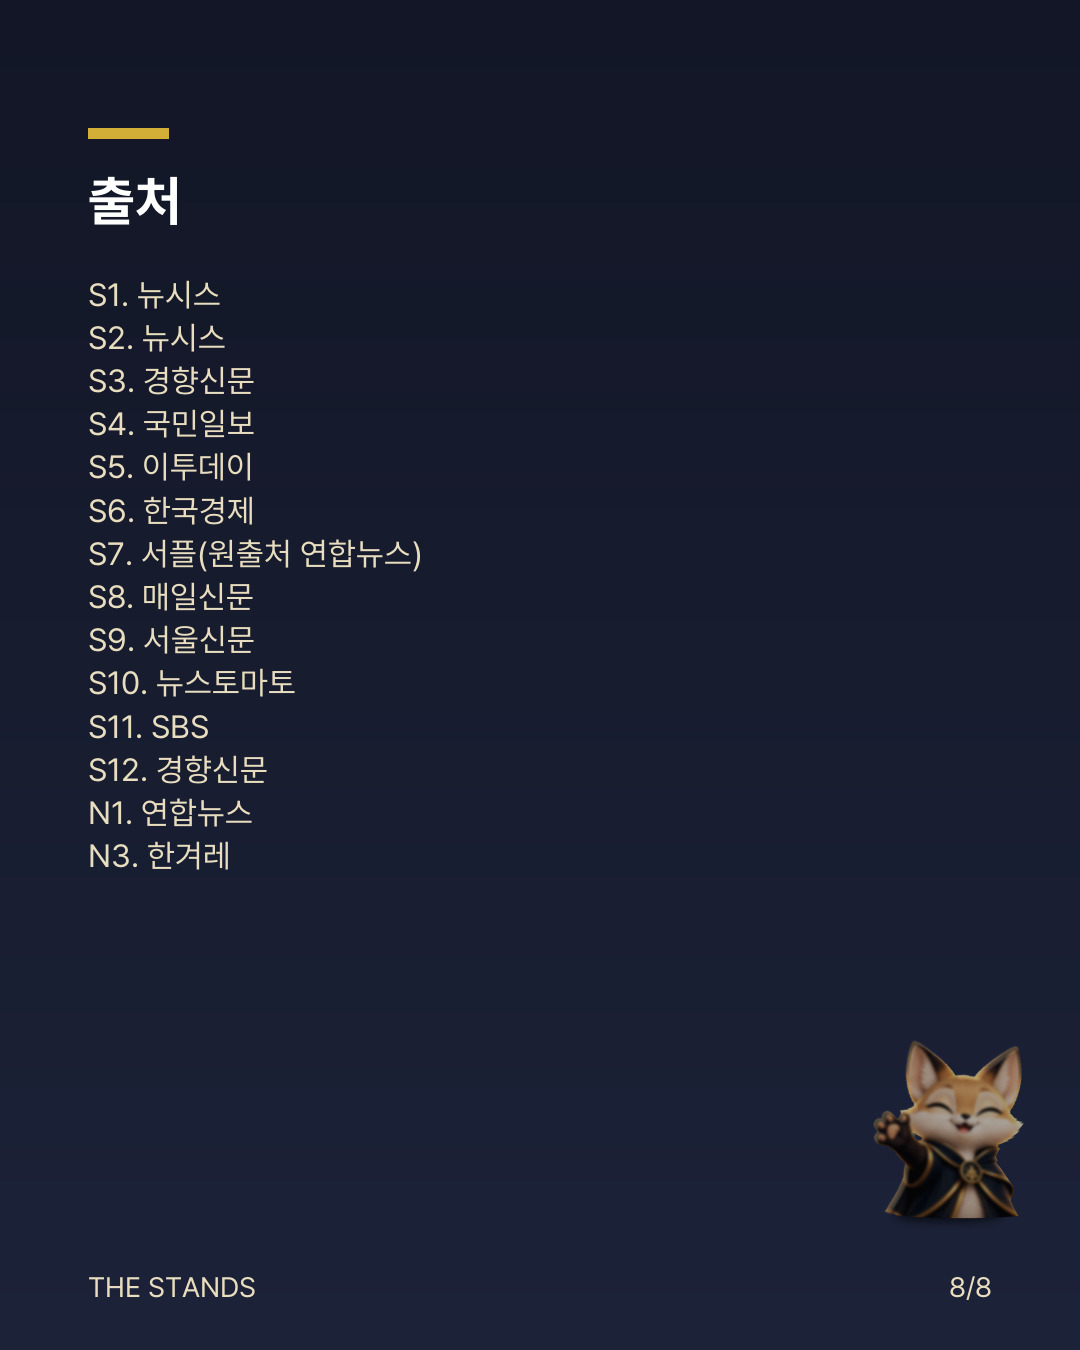 출처
S1. 뉴시스
S2. 뉴시스
S3. 경향신문
S4. 국민일보
S5. 이투데이
S6. 한국경제
S7. 서플(원출처 연합뉴스)
S8. 매일신문
S9. 서울신문
S10. 뉴스토마토
S11. SBS
S12. 경향신문
N1. 연합뉴스
N3. 한겨레
THE STANDS
8/8